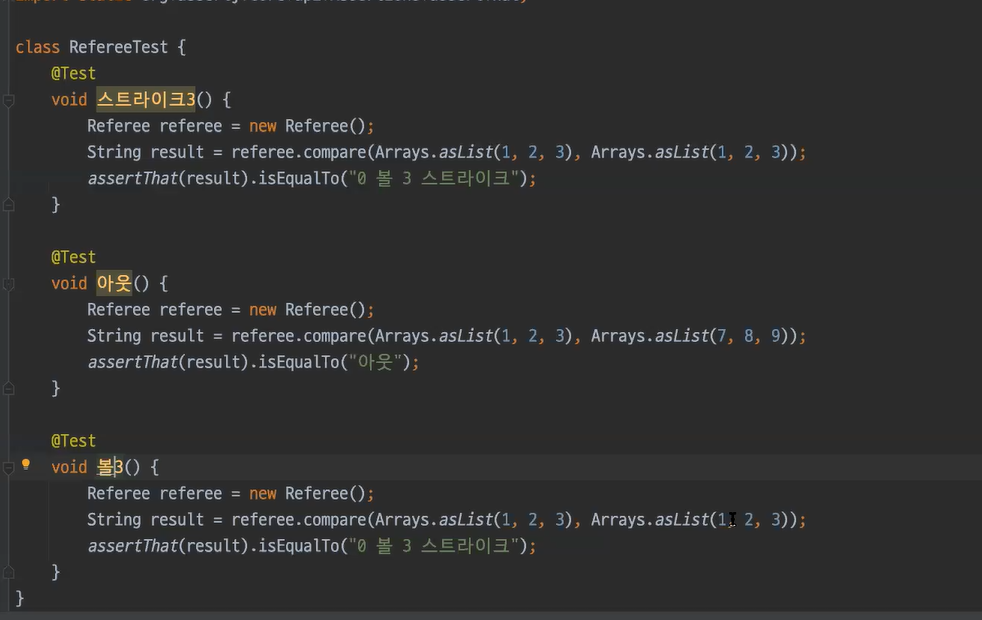 class RefereeTest {
@Test
void 스트라이크3() {
Referee referee = new Referee();
String result = referee.compare(Arrays.asList(1, 2, 3), Arrays.asList(1, 2, 3));
assertThat(result).isEqualTo("0 볼 3 스트라이크");
}
@Test
void 아웃() {
Referee referee = new Referee();
String result = referee.compare(Arrays.asList(1, 2, 3), Arrays.asList(7, 8, 9));
assertThat(result).isEqualTo("아웃");
}
@Test
void 볼3() {
Referee referee = new Referee();
String result = referee.compare(Arrays.asList(1, 2, 3), Arrays.asList(1, 2, 3));
assertThat(result).isEqualTo("0 볼 3 스트라이크");
}
}